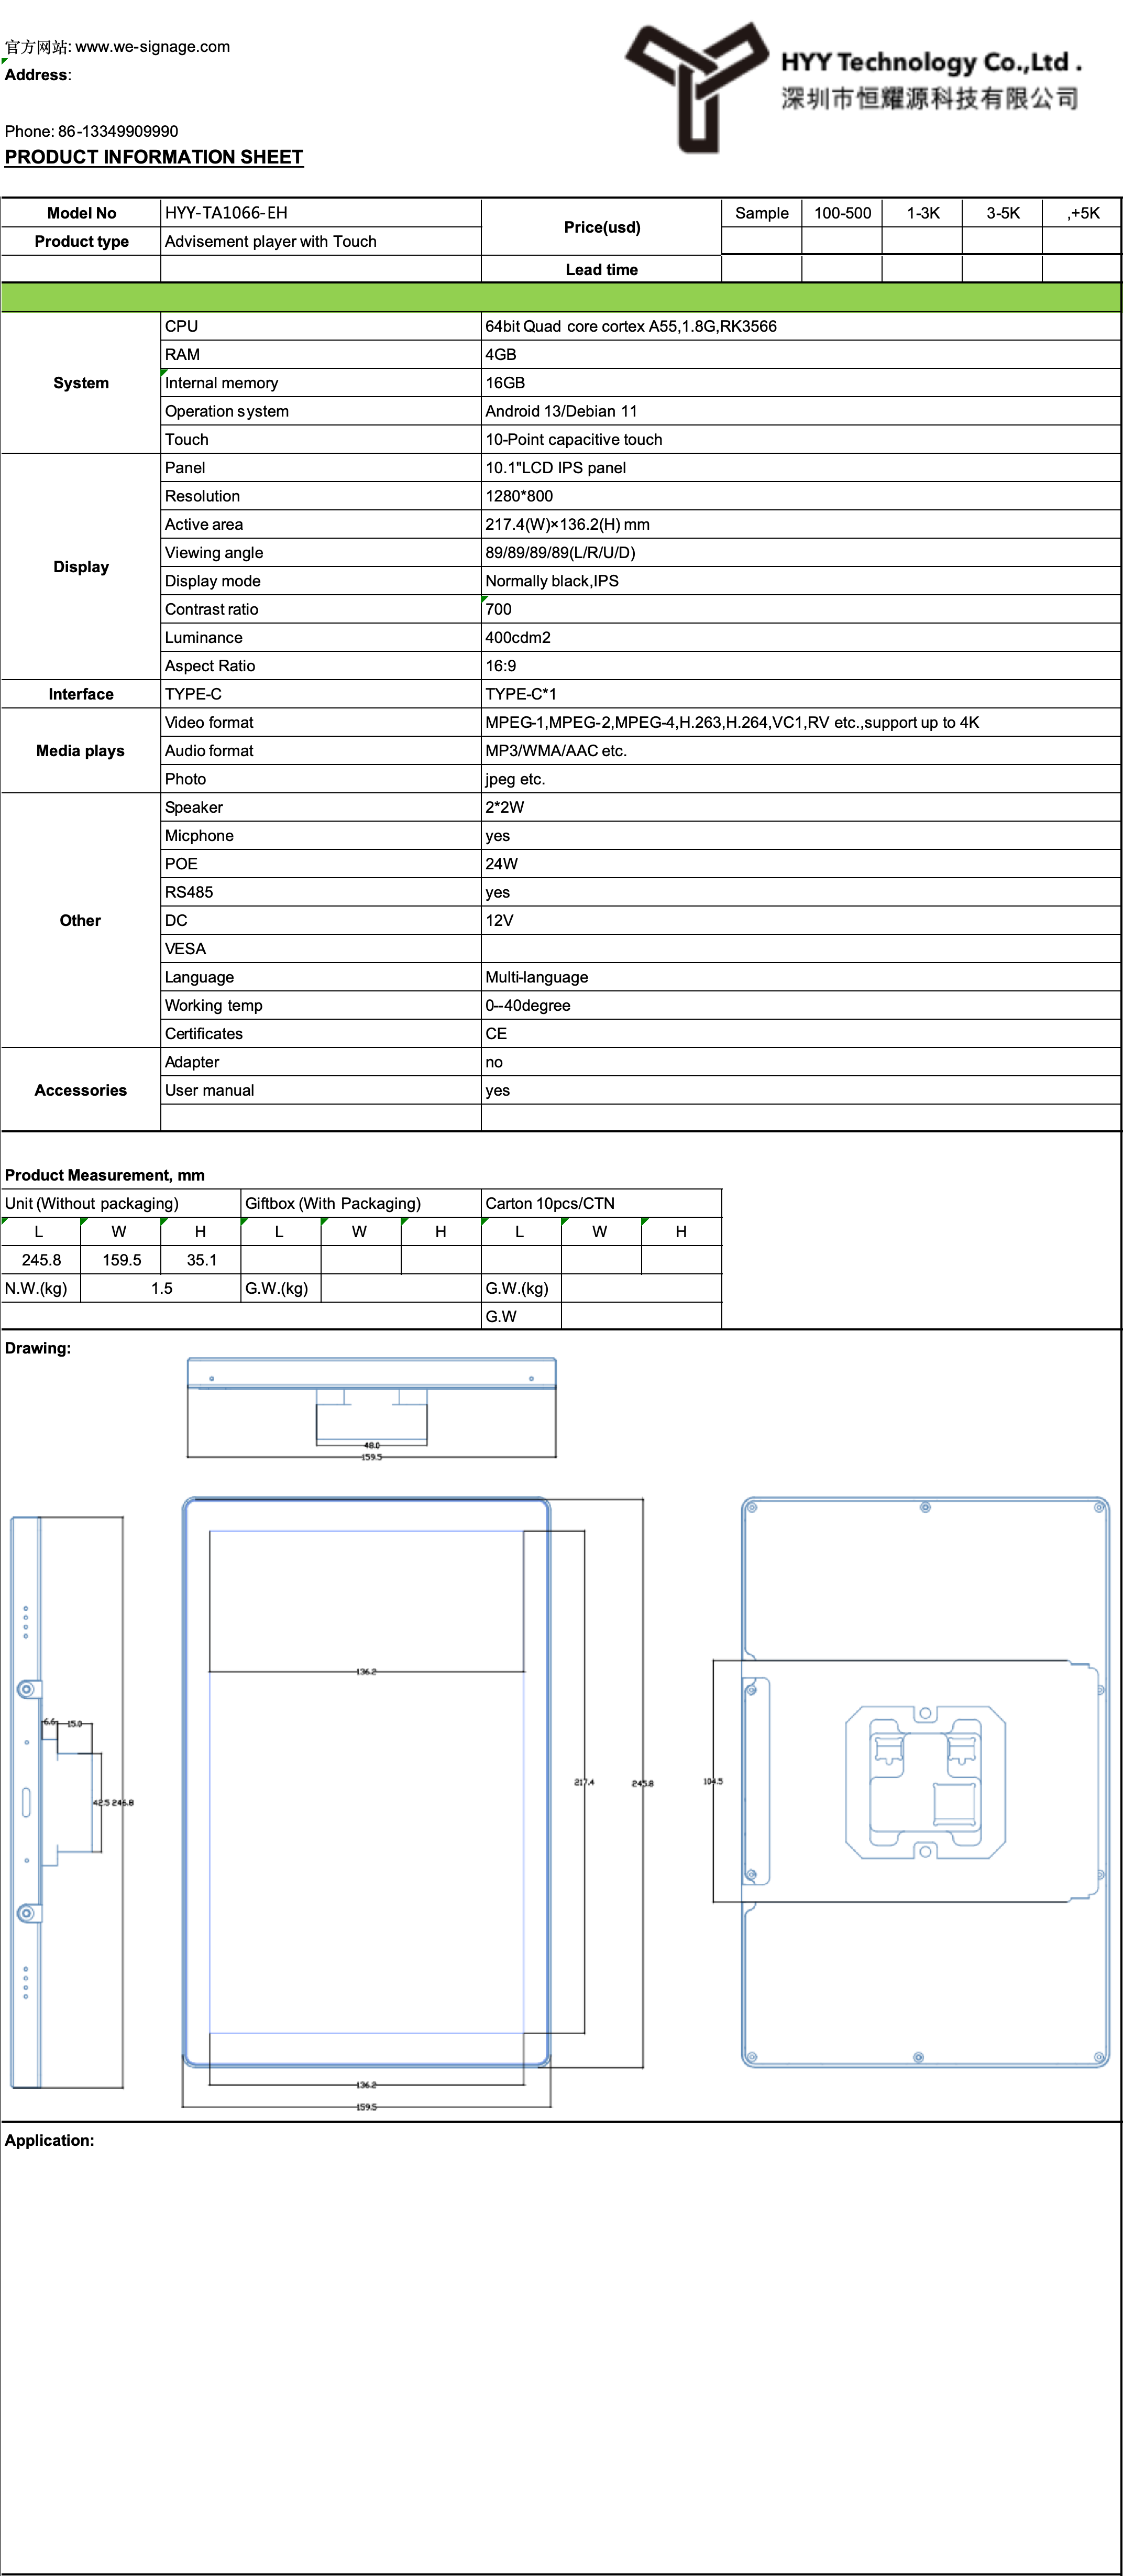 官方网站: www.we-signage.com
Address:
Phone: 86-13349909990
PRODUCT INFORMATION SHEET
HYY Technology Co.,Ltd .
深圳市恒耀源科技有限公司
Model No HYY-TA1066-EH Price(usd) Sample 100-500 1-3K 3-5K ,+5K
Product type Advisement player with Touch
Lead time
System
CPU 64bit Quad core cortex A55,1.8G,RK3566
RAM 4GB
Internal memory 16GB
Operation system Android 13/Debian 11
Touch 10-Point capacitive touch
Display
Panel 10.1"LCD IPS panel
Resolution 1280*800
Active area 217.4(W)×136.2(H) mm
Viewing angle 89/89/89/89(L/R/U/D)
Display mode Normally black,IPS
Contrast ratio 700
Luminance 400cdm2
Aspect Ratio 16:9
Interface TYPE-C TYPE-C*1
Media plays
Video format MPEG-1,MPEG-2,MPEG-4,H.263,H.264,VC1,RV etc.,support up to 4K
Audio format MP3/WMA/AAC etc.
Photo jpeg etc.
Other
Speaker 2*2W
Micphone yes
POE 24W
RS485 yes
DC 12V
VESA
Language Multi-language
Working temp 0--40degree
Certificates CE
Accessories
Adapter no
User manual yes
Product Measurement, mm
Unit (Without packaging) Giftbox (With Packaging) Carton 10pcs/CTN
L W H L W H L W H
245.8 159.5 35.1
N.W.(kg) 1.5 G.W.(kg) G.W.(kg)
G.W
Drawing:
48.0
159.5
136.2
6.6 15.0
217.4 245.8 104.5
42.5 246.8
136.2
159.5
Application: